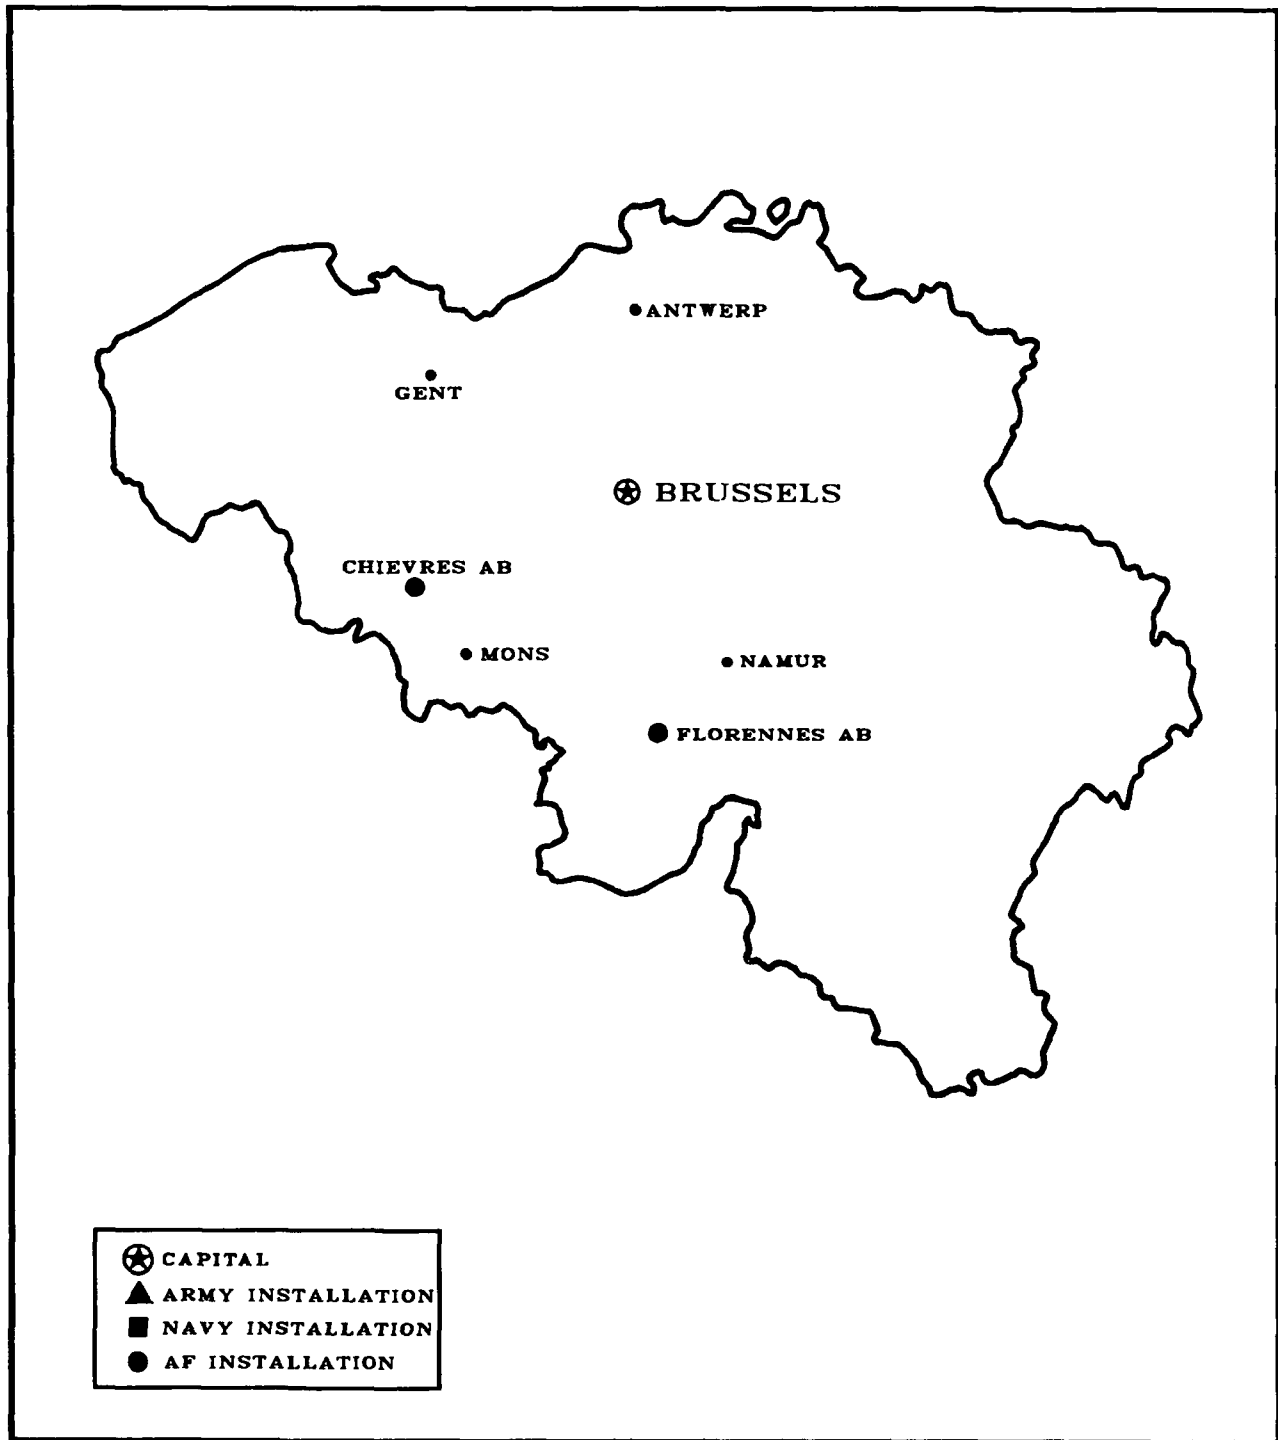 ANTWERP
GENT
BRUSSELS
CHIEVRES AB
MONS
NAMUR
FLORENNES AB
CAPITAL
ARMY INSTALLATION
NAVY INSTALLATION
AF INSTALLATION